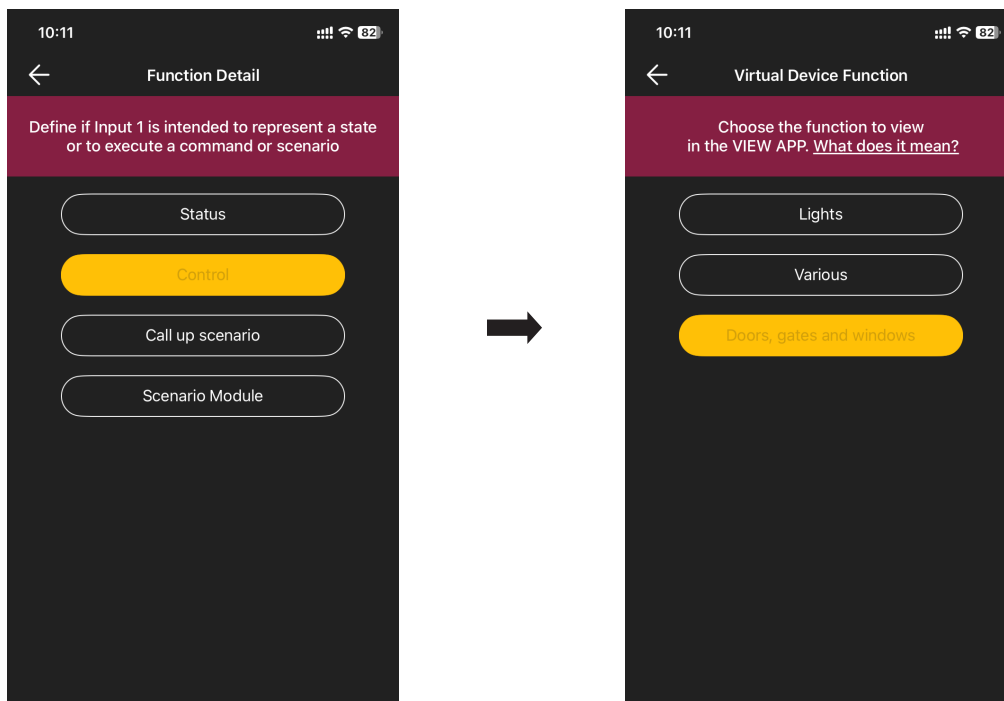 10:11
82
Function Detail
Define if Input 1 is intended to represent a state
or to execute a command or scenario
Status
Control
Call up scenario
Scenario Module
10:11
82
Virtual Device Function
Choose the function to view
in the VIEW APP. What does it mean?
Lights
Various
Doors, gates and windows